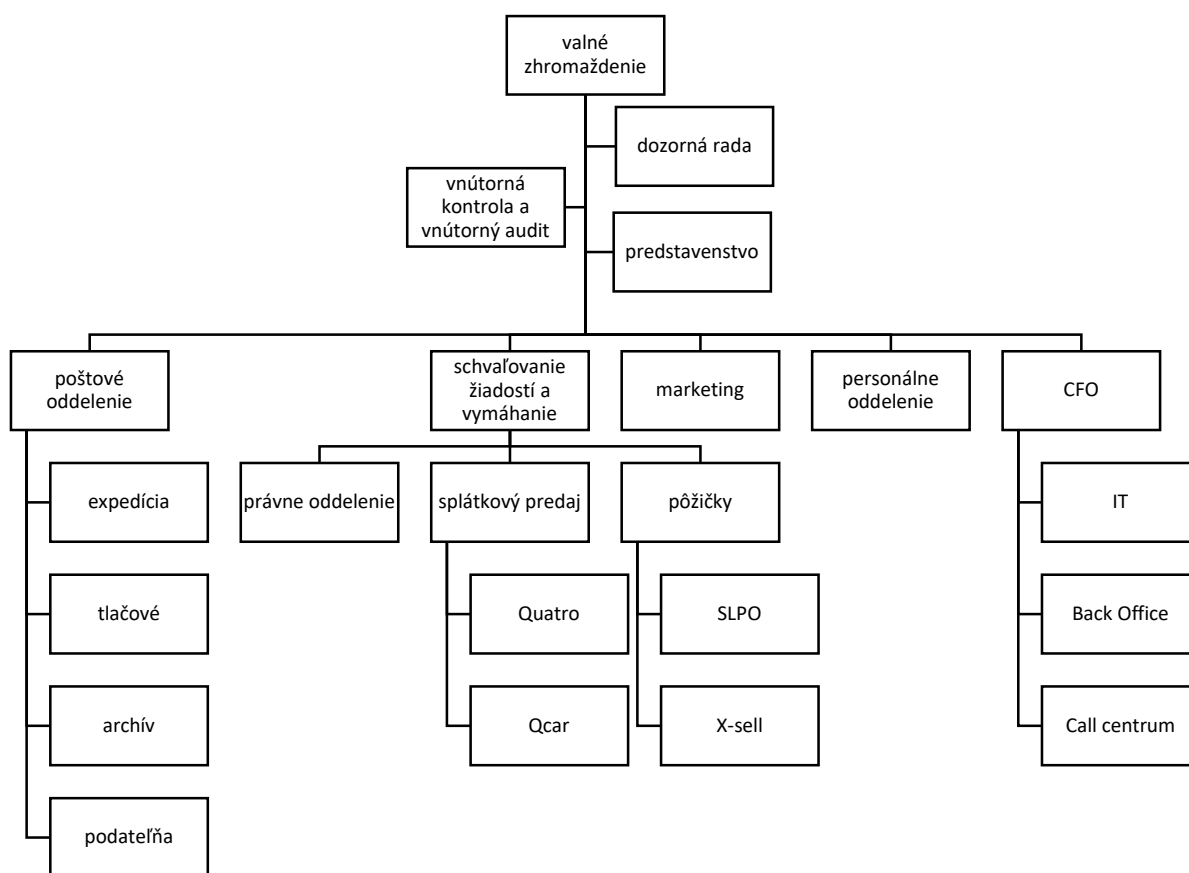 valné
zhromaždenie
dozorná rada
vnútorná
kontrola a
vnútorný audit
predstavenstvo
poštové
oddelenie
schvaľovanie
žiadostí a
vymáhanie
marketing
personálne
oddelenie
CFO
expedícia
právne oddelenie
splátkový predaj
pôžičky
IT
tlačové
Quatro
SLPO
Back Office
archív
Qcar
X-sell
Call centrum
podateľňa